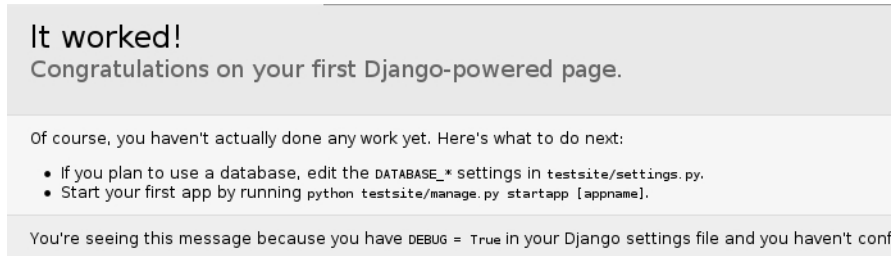 It worked!
Congratulations on your first Django-powered page.
Of course, you haven't actually done any work yet. Here's what to do next:
• If you plan to use a database, edit the DATABASE_* settings in testsite/settings.py.
• Start your first app by running python testsite/manage.py startapp [appname].
You're seeing this message because you have DEBUG = True in your Django settings file and you haven't